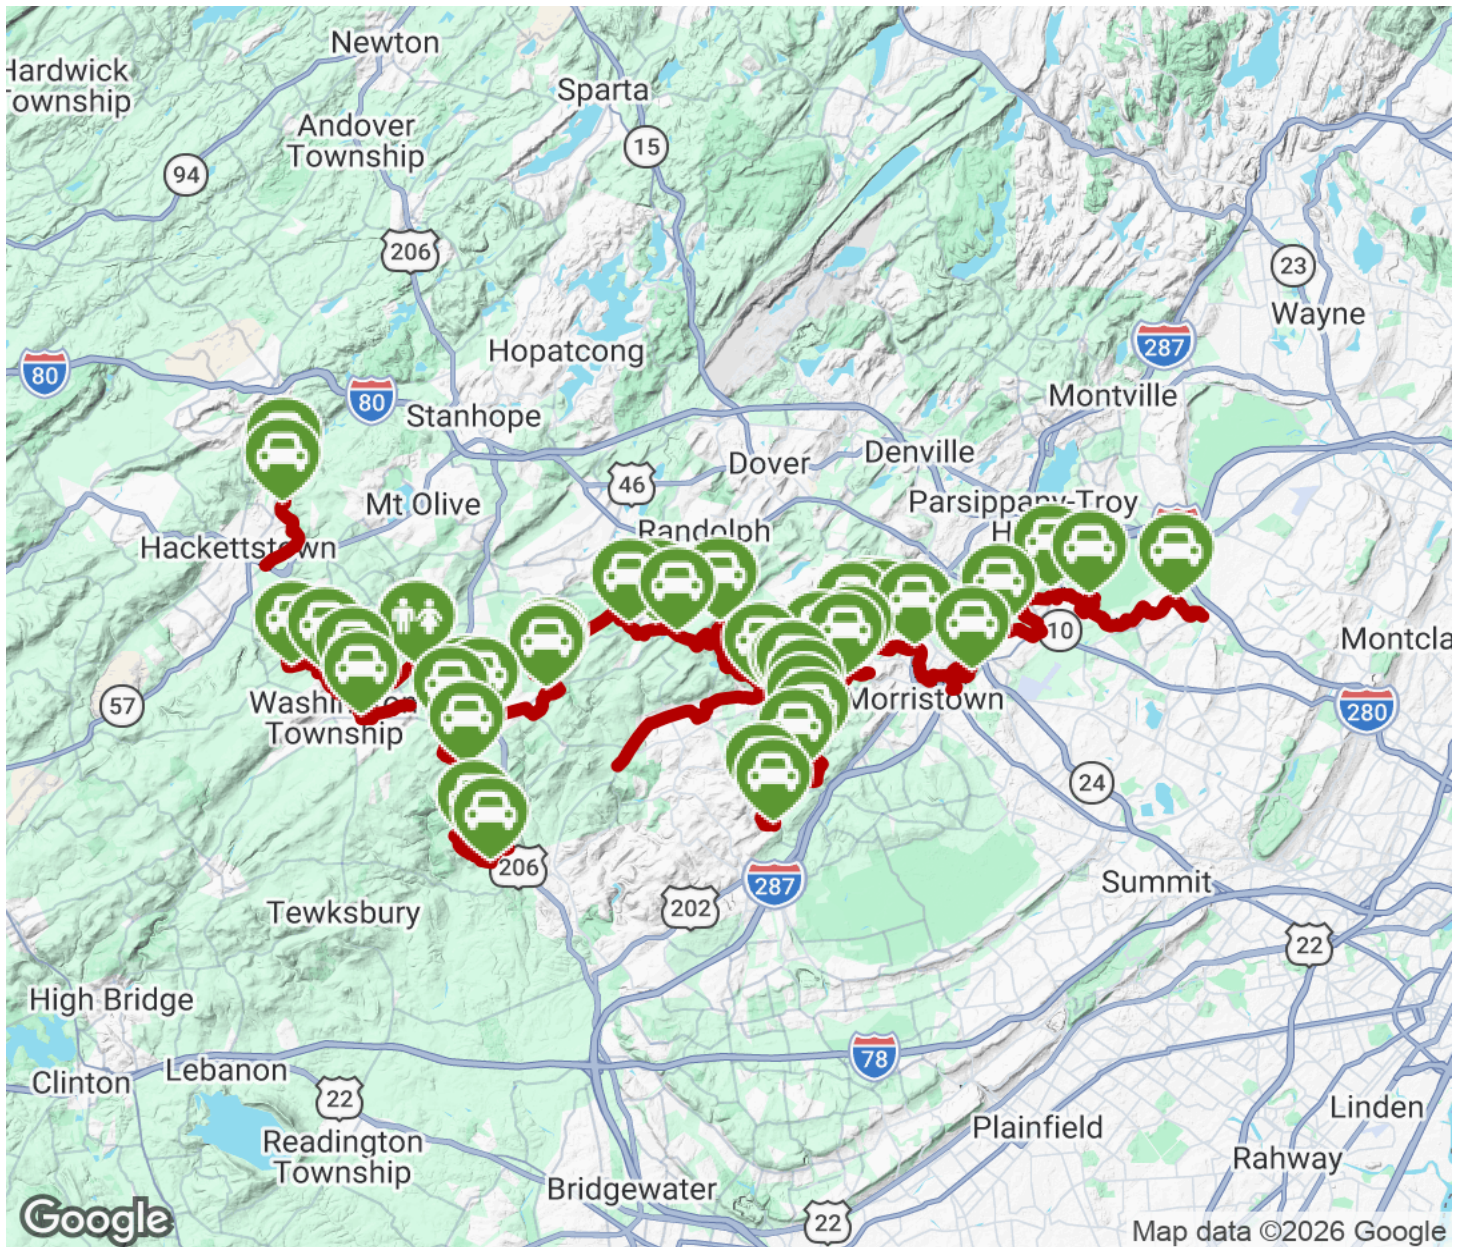 Newton
Hardwick
Township
Sparta
Andover
Township
15
94
206
23
Wayne
287
Hopatcong
80
80
Montville
Stanhope
Denville
Dover
46
Mt Olive
Parsippany-Troy
H
Randolph
Hackettstown
10
Montcla
Washin
on
Township
57
Morristown
280
24
206
287
Summit
202
Tewksbury
22
High Bridge
78
Lebanon
Clinton
22
Linden
Plainfield
Readington
Township
Rahway
Bridgewater
22
Google
Map data ©2026 Google